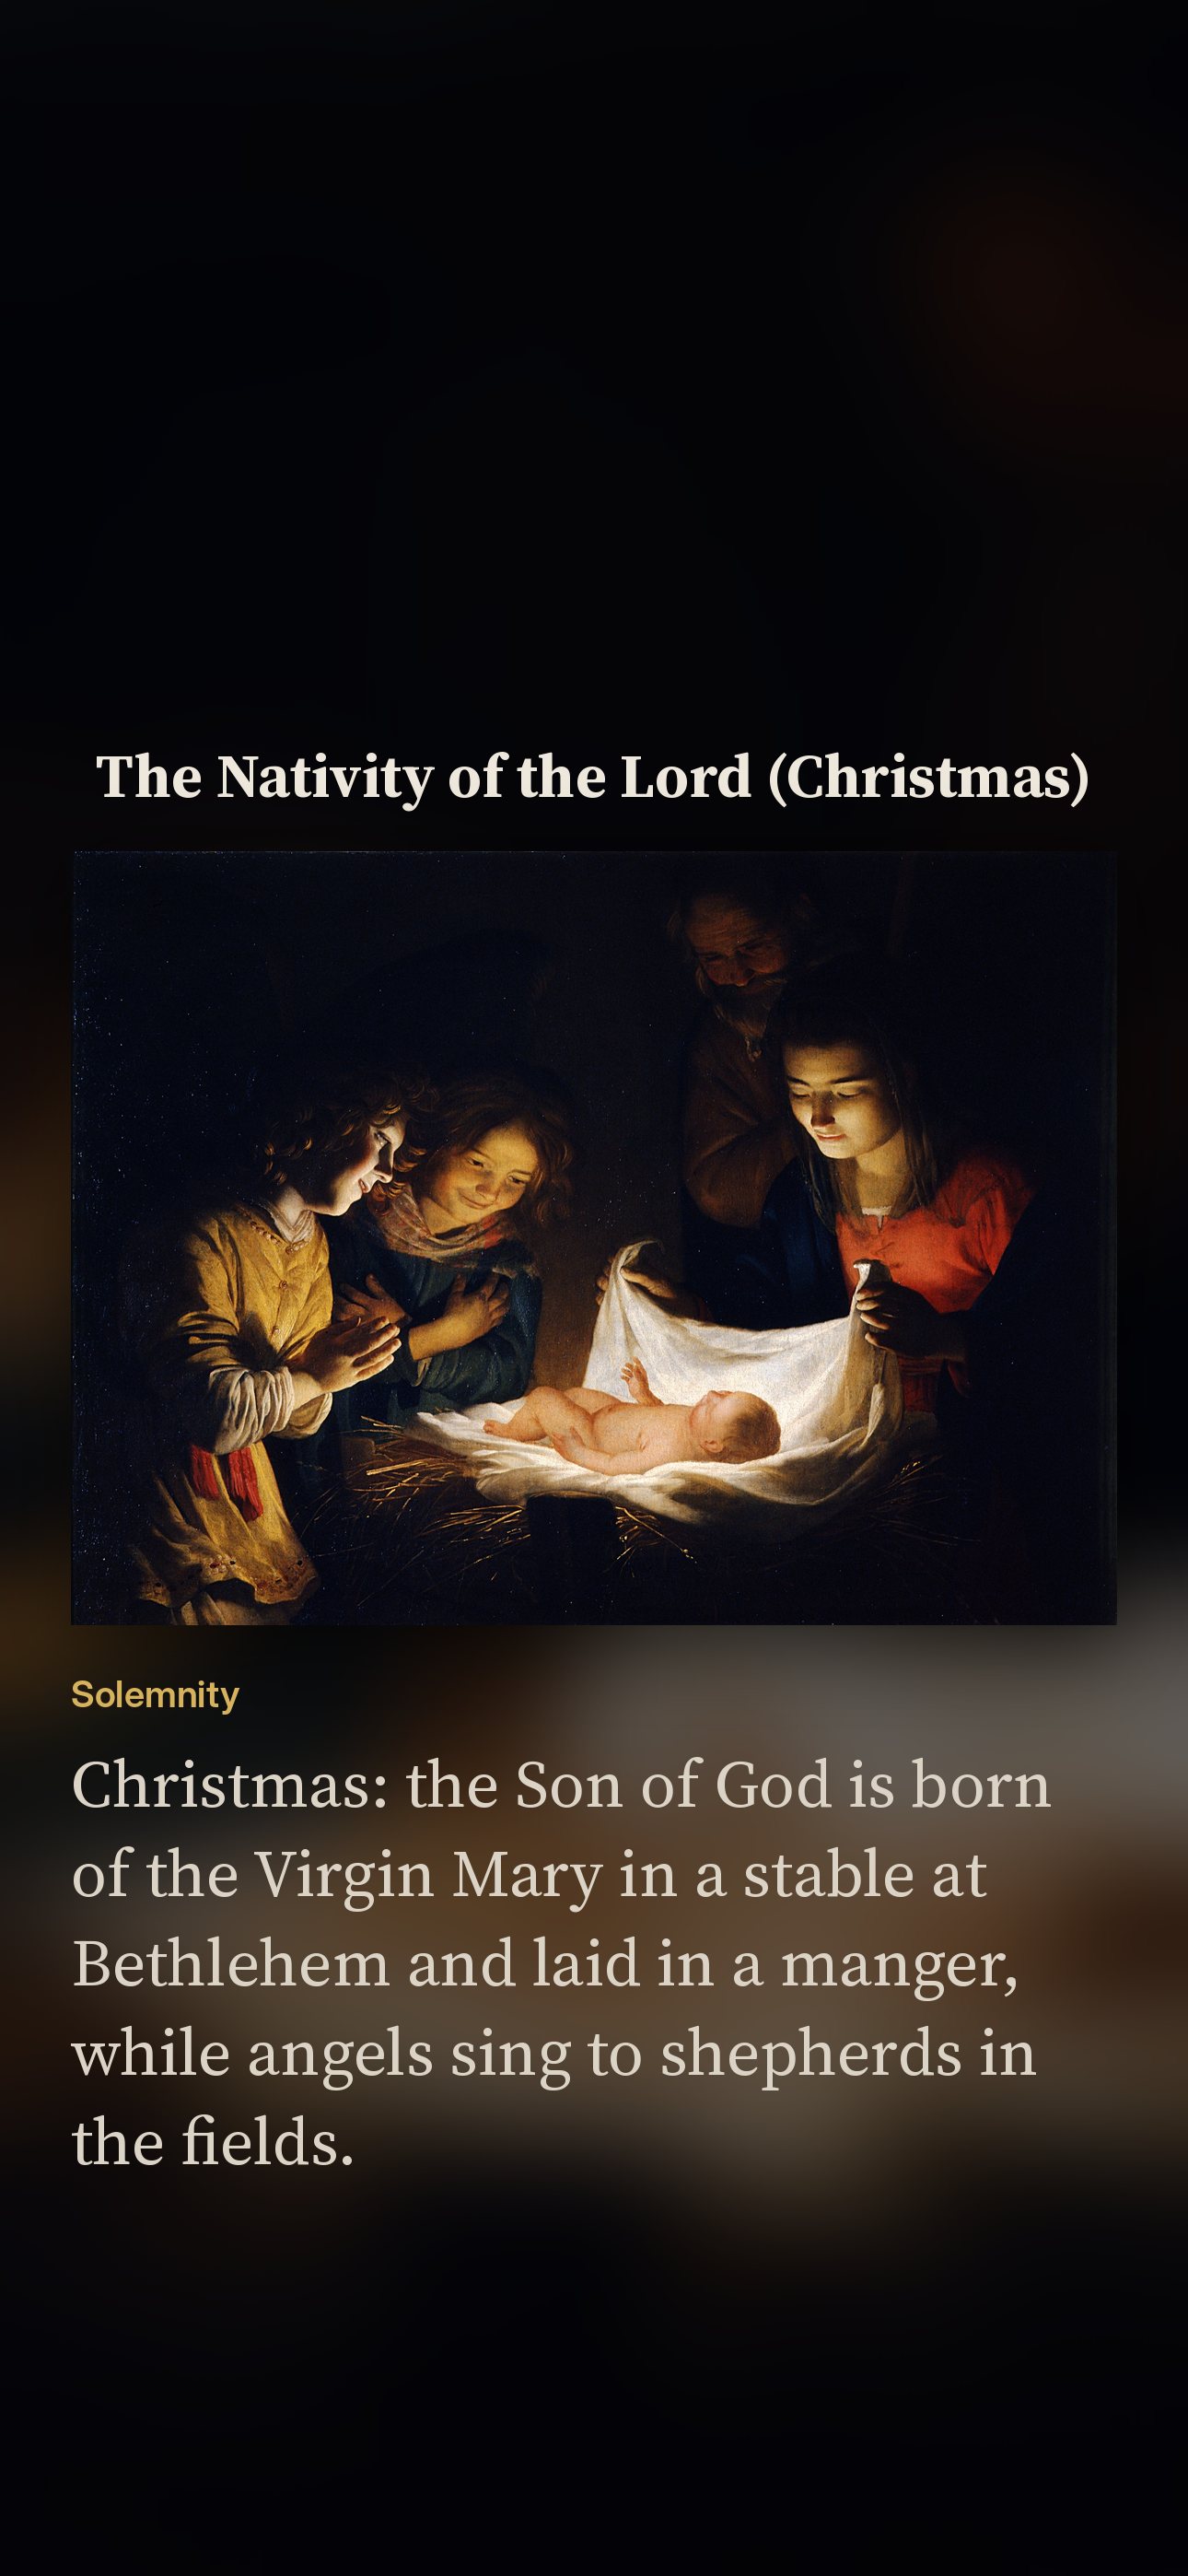 The Nativity of the Lord (Christmas)
Solemnity
Christmas: the Son of God is born
of the Virgin Mary in a stable at
Bethlehem and laid in a manger,
while angels sing to shepherds in
the fields.